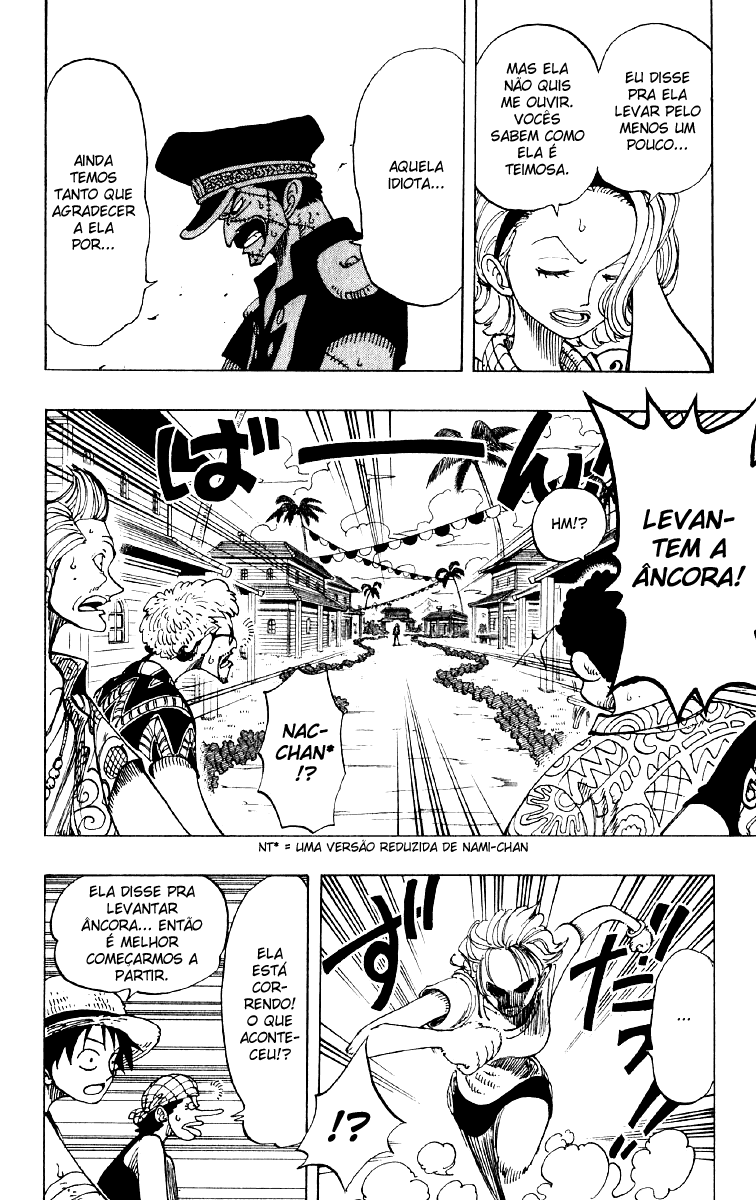 EU DISSE
PRA ELA
LEVAR PELO
MENOS UM
POUCO...
MAS ELA
NÃO QUIS
ME OUVIR.
VOCÊS
SABEM COMO
ELA É
TEIMOSA.
AQUELA
IDIOTA...
AINDA
TEMOS
TANTO QUE
AGRADECER
A ELA
POR...
LEVAN-
TEM A
ÂNCORA!
HM!?
ばーん!!
NAC-
CHAN*
!?
NT* = UMA VERSÃO REDUZIDA DE NAMI-CHAN
...
!?
ELA
ESTÁ
COR-
RENDO!
O QUE
ACONTE-
CEU!?
ELA DISSE PRA
LEVANTAR
ÂNCORA... ENTÃO
É MELHOR
COMEÇARMOS A
PARTIR.